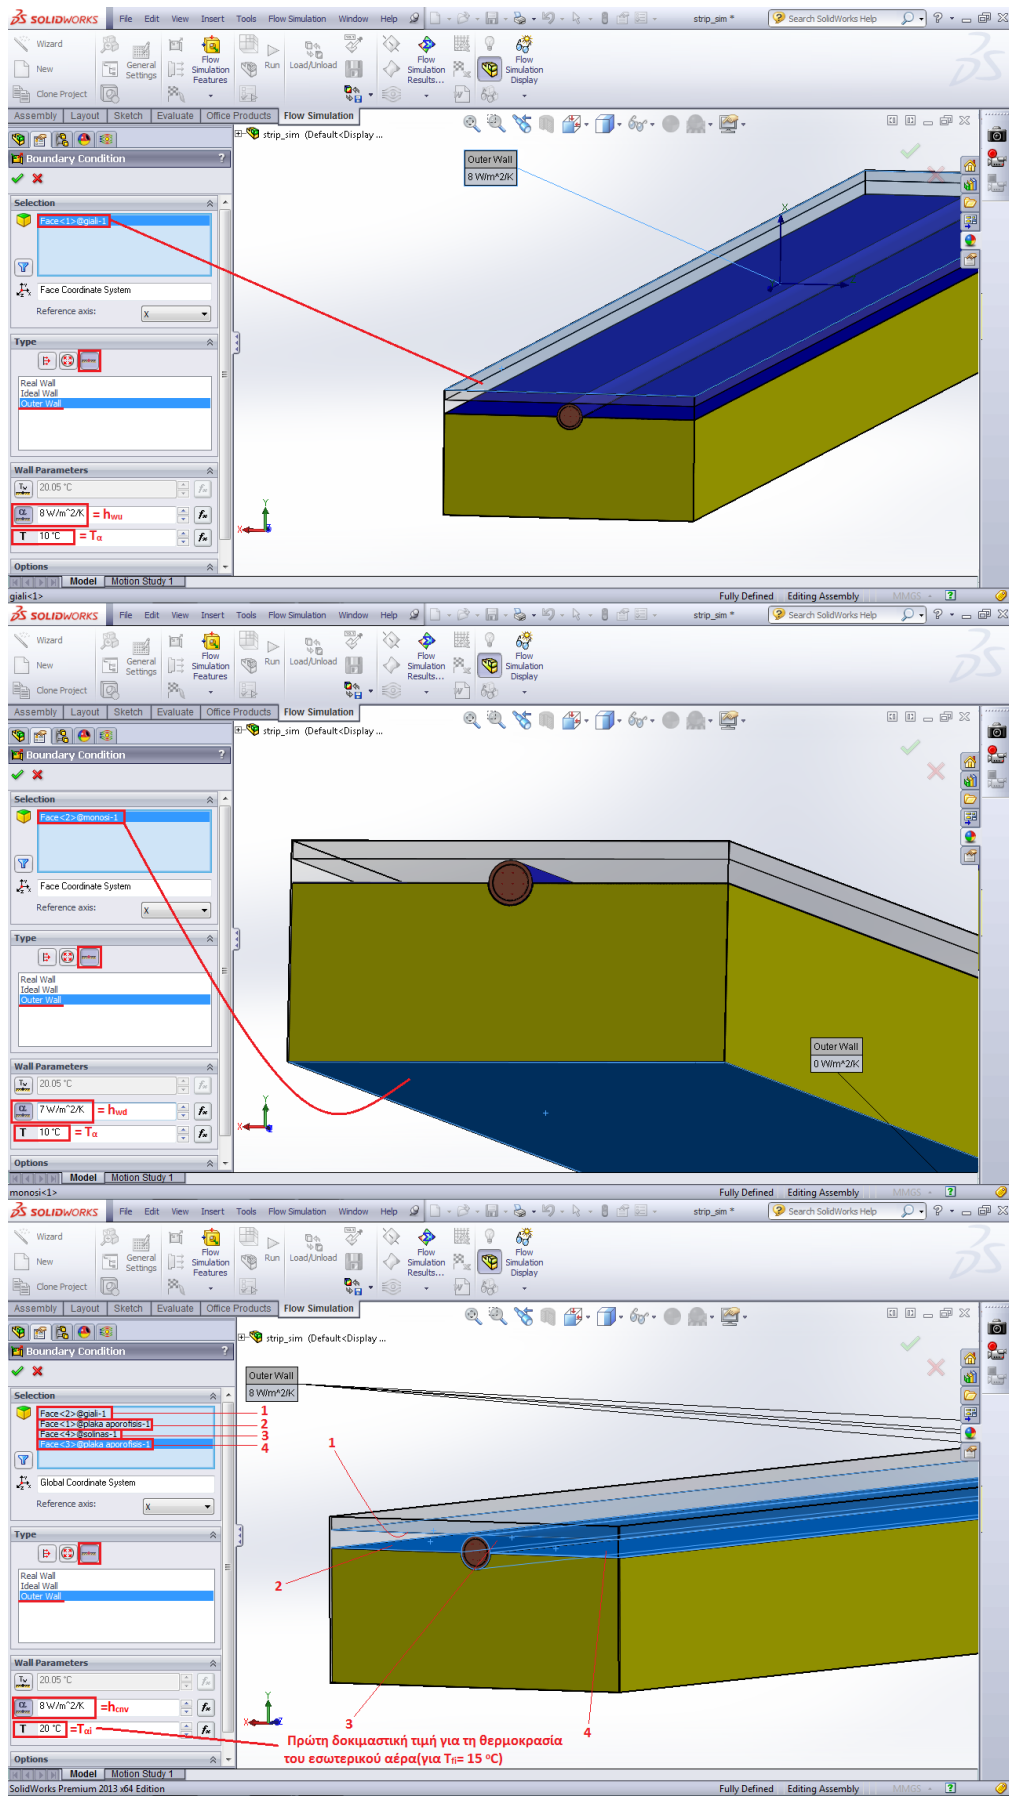 SOLIDWORKS File Edit View Insert Tools Flow Simulation Window Help strip_sim * Search SolidWorks Help
Wizard
New
Clone Project
General Settings
Flow Simulation Features
Run
Load/Unload
Flow Simulation Results...
Flow Simulation Display
Assembly Layout Sketch Evaluate Office Products Flow Simulation
strip_sim (Default<Display ...
Boundary Condition ?
Selection
Face<1>@giali-1
Face Coordinate System
Reference axis: X
Type
Real Wall
Ideal Wall
Outer Wall
Wall Parameters
20.05 °C
8 W/m^2/K = hwu
T 10 °C = Tα
Options
Outer Wall
8 W/m^2/K
X
Y
X
Model Motion Study 1
giali<1> Fully Defined Editing Assembly MMGS
SOLIDWORKS File Edit View Insert Tools Flow Simulation Window Help strip_sim * Search SolidWorks Help
Wizard
New
Clone Project
General Settings
Flow Simulation Features
Run
Load/Unload
Flow Simulation Results...
Flow Simulation Display
Assembly Layout Sketch Evaluate Office Products Flow Simulation
strip_sim (Default<Display ...
Boundary Condition ?
Selection
Face<2>@monosi-1
Face Coordinate System
Reference axis: X
Type
Real Wall
Ideal Wall
Outer Wall
Wall Parameters
20.05 °C
7 W/m^2/K = hwd
T 10 °C = Tα
Options
Outer Wall
0 W/m^2/K
Y
X
Model Motion Study 1
monosi<1> Fully Defined Editing Assembly MMGS
SOLIDWORKS File Edit View Insert Tools Flow Simulation Window Help strip_sim * Search SolidWorks Help
Wizard
New
Clone Project
General Settings
Flow Simulation Features
Run
Load/Unload
Flow Simulation Results...
Flow Simulation Display
Assembly Layout Sketch Evaluate Office Products Flow Simulation
strip_sim (Default<Display ...
Boundary Condition ?
Outer Wall
8 W/m^2/K
Selection
Face<2>@giali-1 1
Face<1>@plaka aporofisis-1 2
Face<4>@solinas-1 3
Face<3>@plaka aporofisis-1 4
Global Coordinate System
Reference axis: X
Type
Real Wall
Ideal Wall
Outer Wall
1
2
3
4
Wall Parameters
20.05 °C
8 W/m^2/K =hcnv
T 20 °C =Tαi
Y
X
Z
Πρώτη δοκιμαστική τιμή για τη θερμοκρασία
του εσωτερικού αέρα(για Tfi= 15 °C)
Options
Model Motion Study 1
SolidWorks Premium 2013 x64 Edition Fully Defined Editing Assembly MMGS